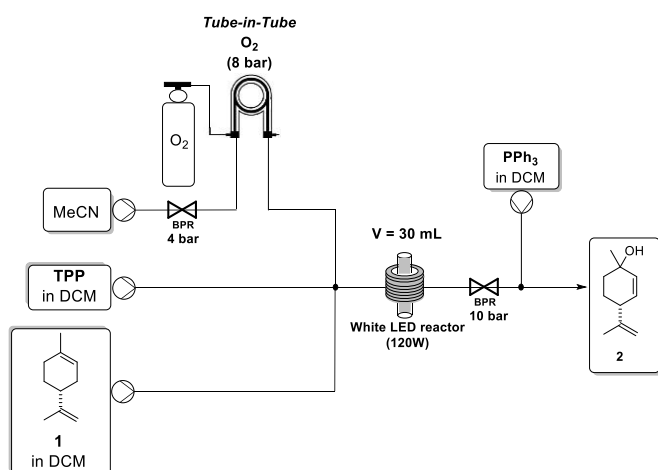 Tube-in-Tube
O2
(8 bar)
O2
MeCN
BPR
4 bar
TPP
in DCM
1
in DCM
V = 30 mL
White LED reactor
(120W)
BPR
10 bar
PPh3
in DCM
OH
2